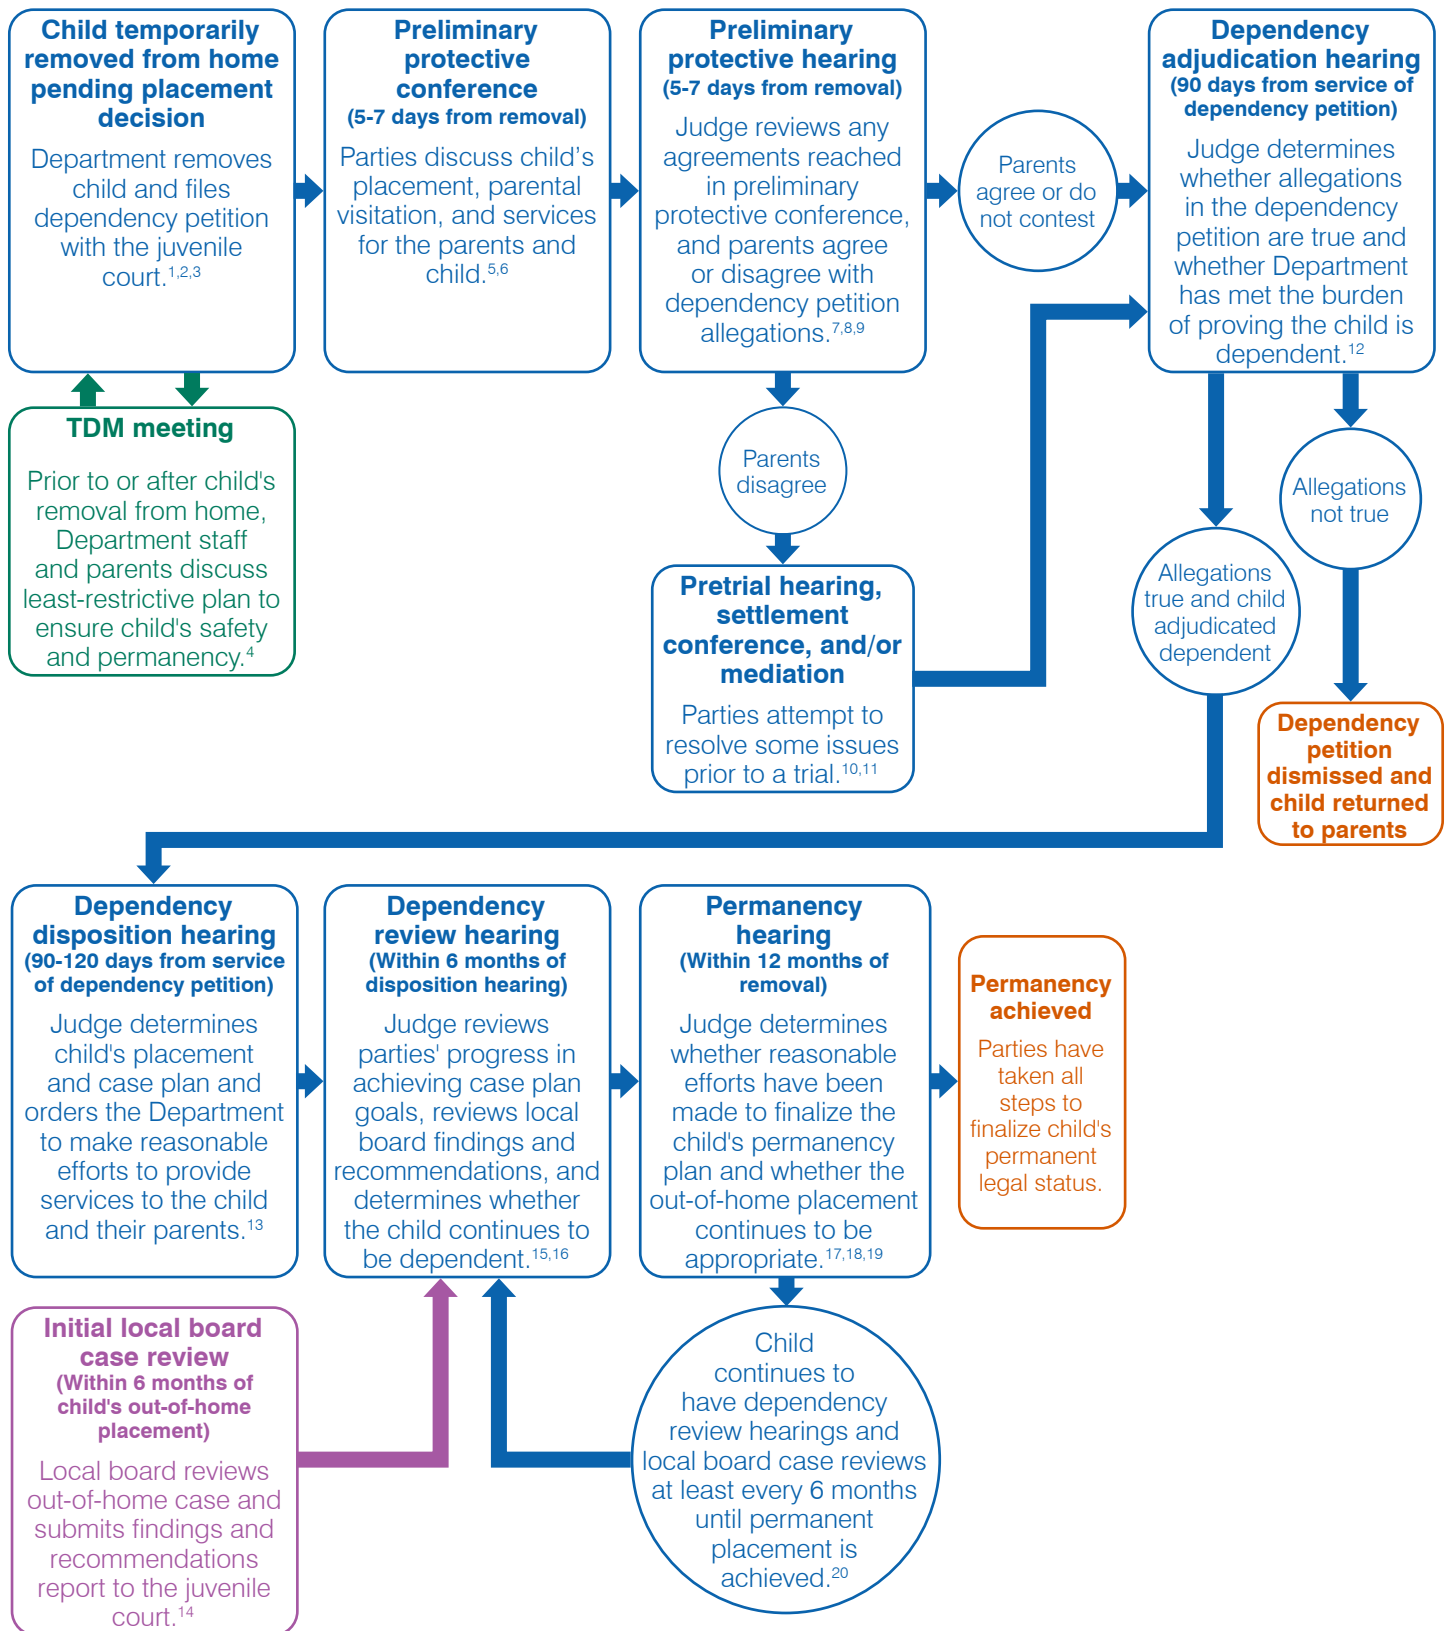 Child temporarily
removed from home
pending placement
decision
Department removes
child and files
dependency petition
with the juvenile
court.1,2,3
Preliminary
protective
conference
(5-7 days from removal)
Parties discuss child’s
placement, parental
visitation, and services
for the parents and
child.5,6
Preliminary
protective hearing
(5-7 days from removal)
Judge reviews any
agreements reached
in preliminary
protective conference,
and parents agree
or disagree with
dependency petition
allegations.7,8,9
Parents
agree or do
not contest
Dependency
adjudication hearing
(90 days from service of
dependency petition)
Judge determines
whether allegations
in the dependency
petition are true and
whether Department
has met the burden
of proving the child is
dependent.12
TDM meeting
Prior to or after child's
removal from home,
Department staff
and parents discuss
least-restrictive plan to
ensure child's safety
and permanency.4
Parents
disagree
Pretrial hearing,
settlement
conference, and/or
mediation
Parties attempt to
resolve some issues
prior to a trial.10,11
Allegations
true and child
adjudicated
dependent
Allegations
not true
Dependency
petition
dismissed and
child returned
to parents
Dependency
disposition hearing
(90-120 days from service
of dependency petition)
Judge determines
child's placement
and case plan and
orders the Department
to make reasonable
efforts to provide
services to the child
and their parents.13
Dependency
review hearing
(Within 6 months of
disposition hearing)
Judge reviews
parties' progress in
achieving case plan
goals, reviews local
board findings and
recommendations, and
determines whether
the child continues to
be dependent.15,16
Permanency
hearing
(Within 12 months of
removal)
Judge determines
whether reasonable
efforts have been
made to finalize the
child's permanency
plan and whether the
out-of-home placement
continues to be
appropriate.17,18,19
Permanency
achieved
Parties have
taken all
steps to
finalize child's
permanent
legal status.
Initial local board
case review
(Within 6 months of
child's out-of-home
placement)
Local board reviews
out-of-home case and
submits findings and
recommendations
report to the juvenile
court.14
Child
continues to
have dependency
review hearings and
local board case reviews
at least every 6 months
until permanent
placement is
achieved.20